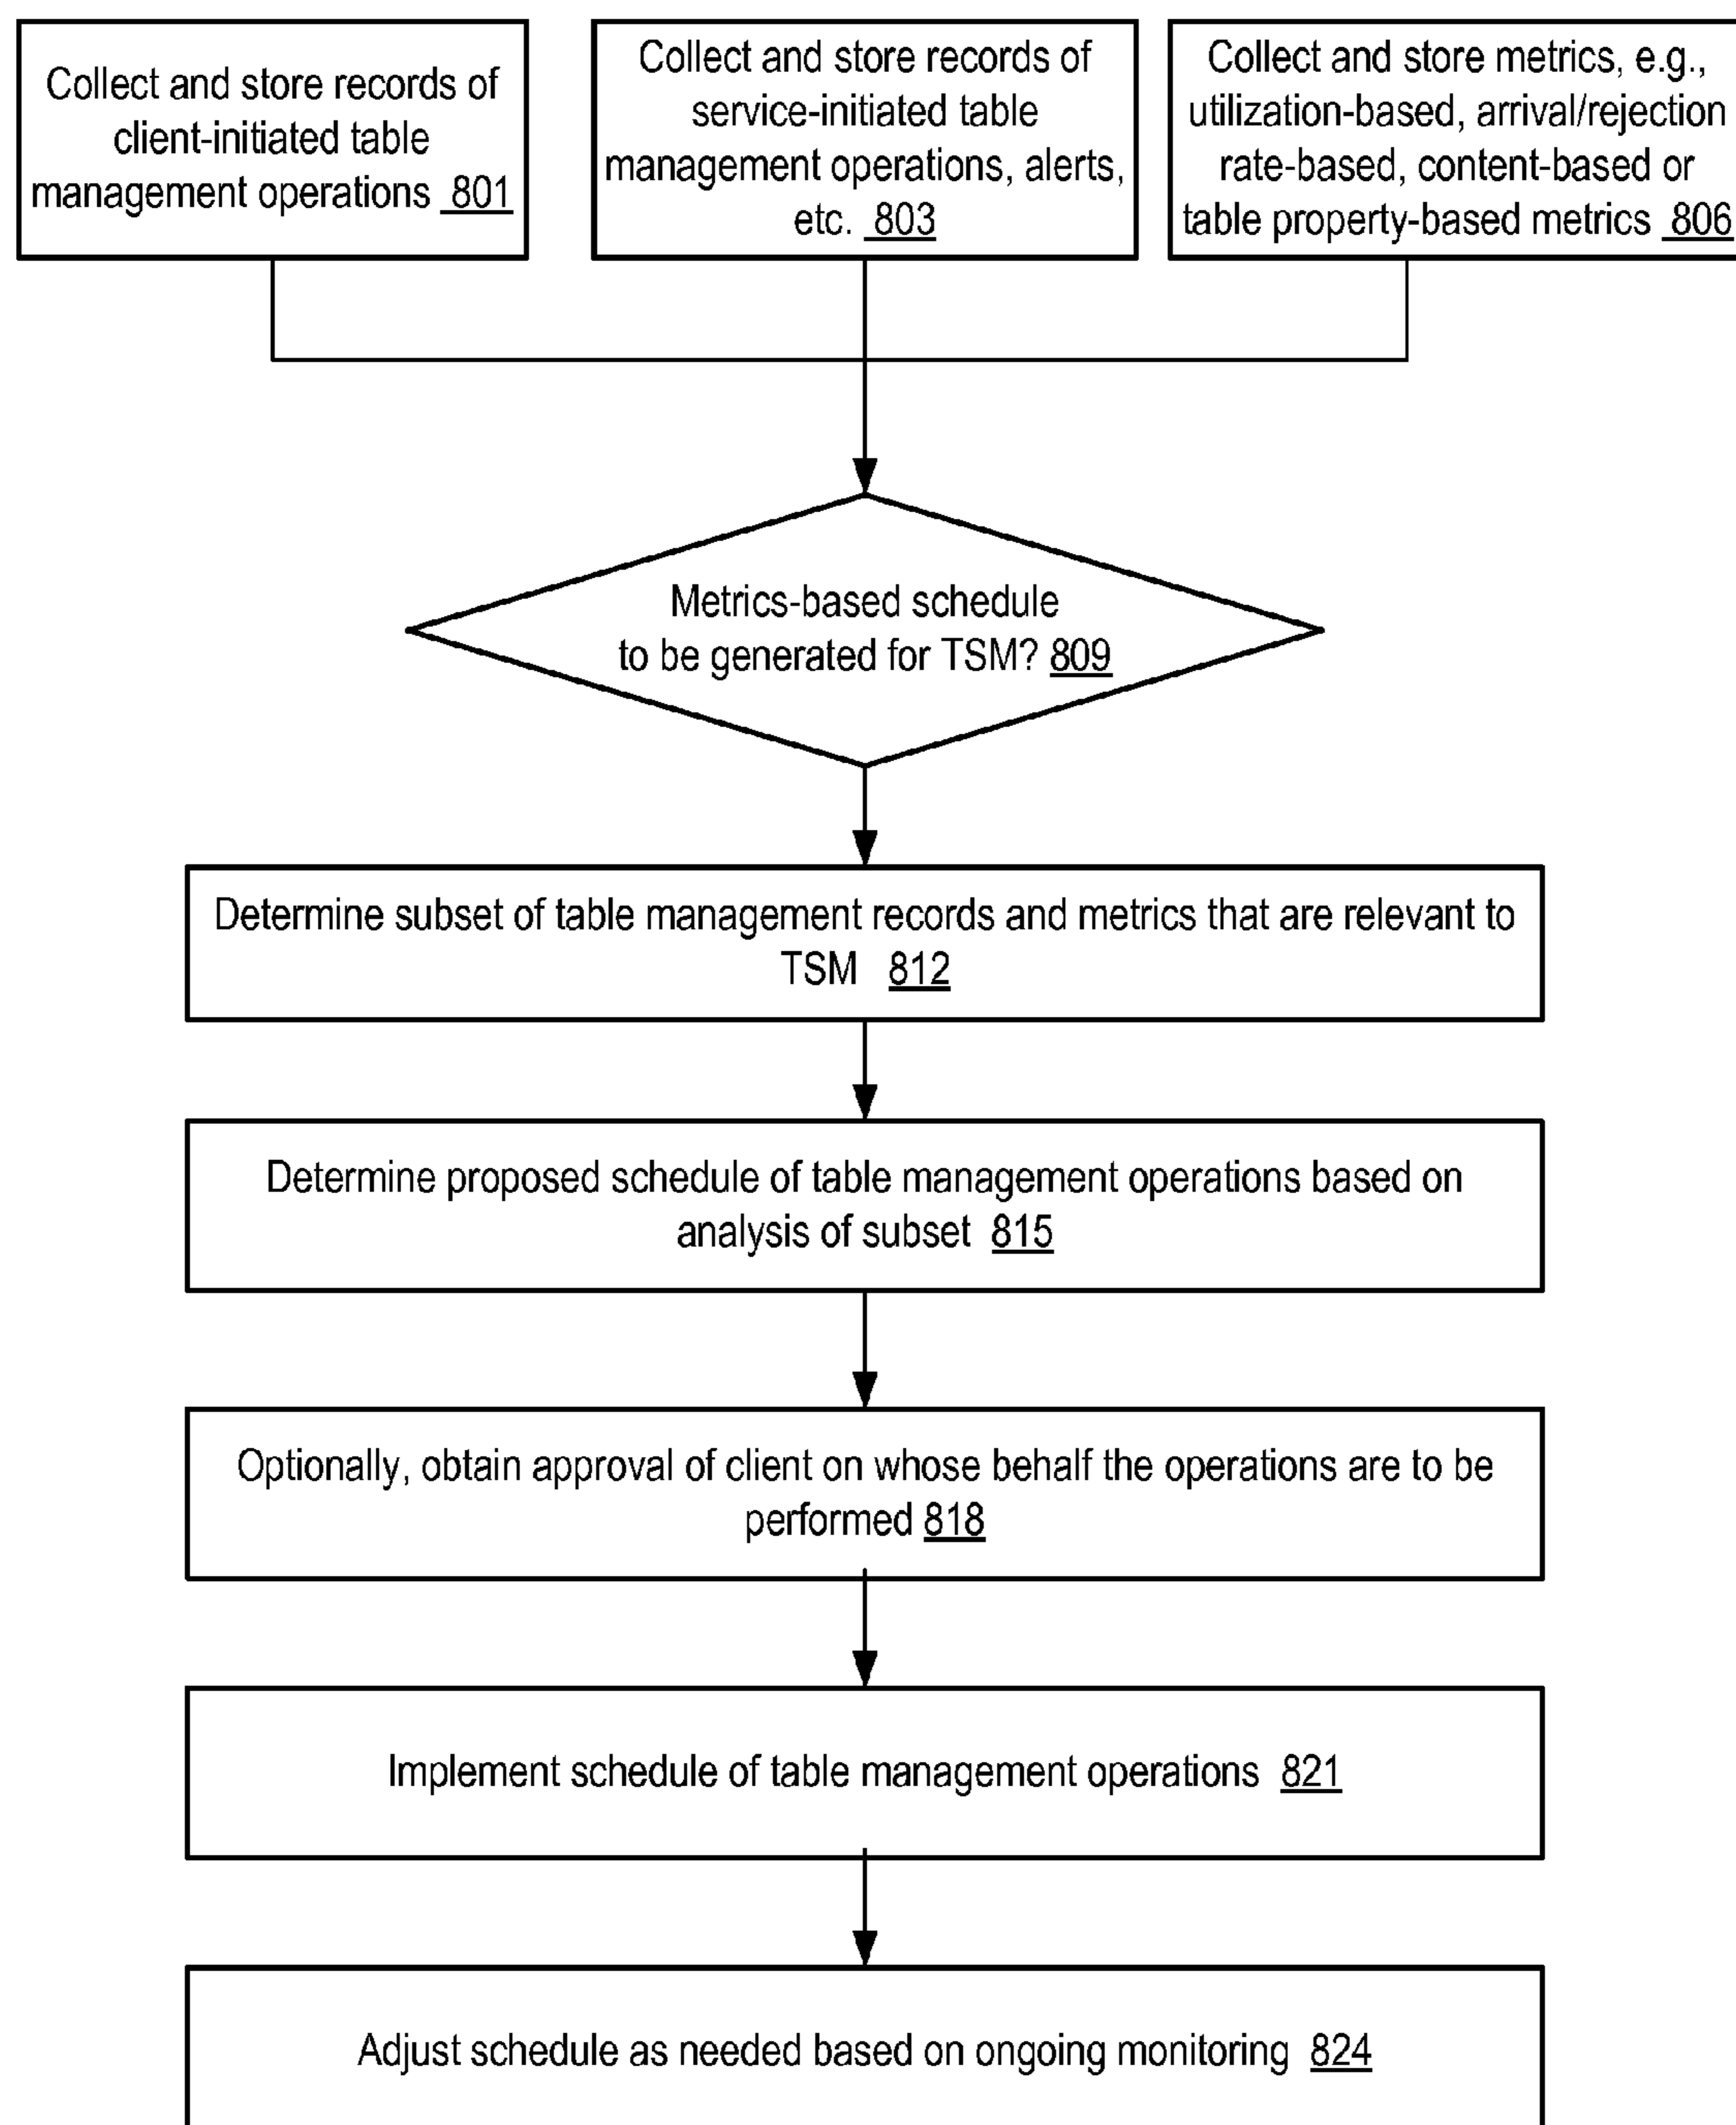 Collect and store records of
client-initiated table
management operations 801
Collect and store records of
service-initiated table
management operations, alerts,
etc. 803
Collect and store metrics, e.g.,
utilization-based, arrival/rejection
rate-based, content-based or
table property-based metrics 806
Metrics-based schedule
to be generated for TSM? 809
Determine subset of table management records and metrics that are relevant to
TSM 812
Determine proposed schedule of table management operations based on
analysis of subset 815
Optionally, obtain approval of client on whose behalf the operations are to be
performed 818
Implement schedule of table management operations 821
Adjust schedule as needed based on ongoing monitoring 824